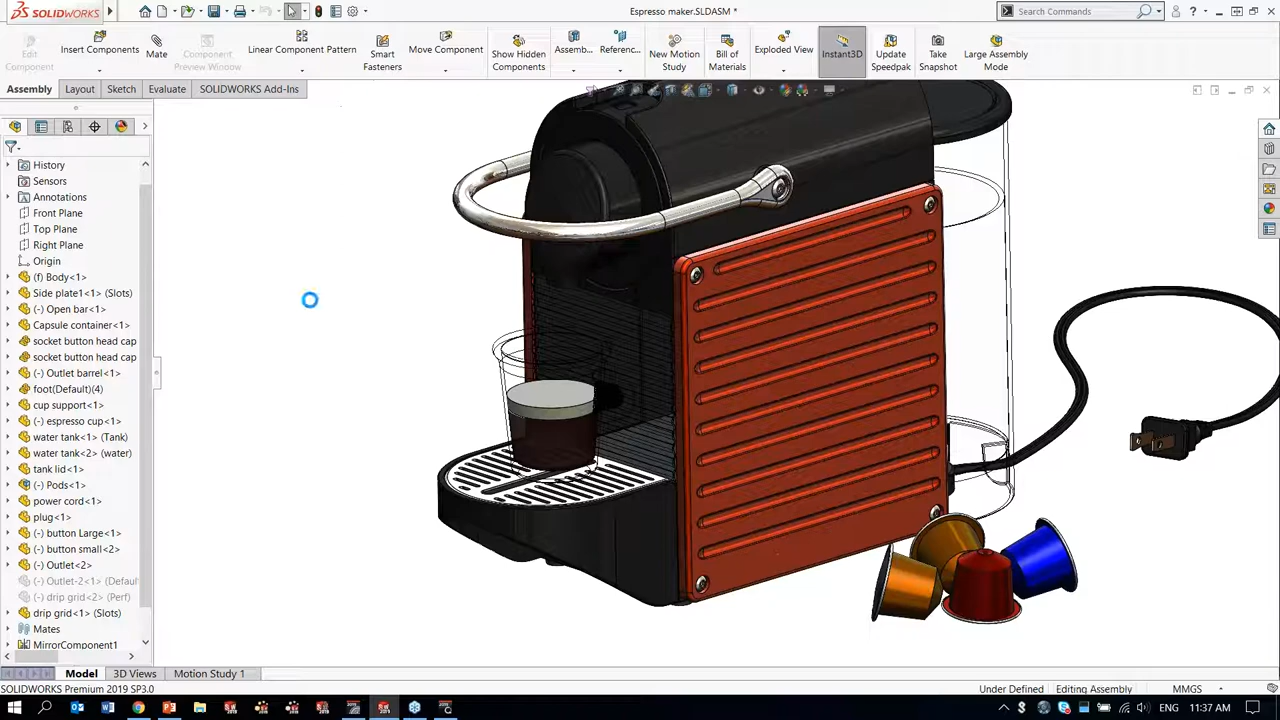 SOLIDWORKS
Espresso maker.SLDASM *
Search Commands
Edit Component
Insert Components
Mate
Component Preview Window
Linear Component Pattern
Smart Fasteners
Move Component
Show Hidden Components
Assemb...
Referenc...
New Motion Study
Bill of Materials
Exploded View
Instant3D
Update Speedpak
Take Snapshot
Large Assembly Mode
Assembly
Layout
Sketch
Evaluate
SOLIDWORKS Add-Ins
History
Sensors
Annotations
Front Plane
Top Plane
Right Plane
Origin
(f) Body<1>
Side plate1<1> (Slots)
(-) Open bar<1>
Capsule container<1>
socket button head cap
socket button head cap
(-) Outlet barrel<1>
foot(Default)(4)
cup support<1>
(-) espresso cup<1>
water tank<1> (Tank)
water tank<2> (water)
tank lid<1>
(-) Pods<1>
power cord<1>
plug<1>
(-) button Large<1>
(-) button small<2>
(-) Outlet<2>
(-) Outlet-2<1> (Defaul
(-) drip grid<2> (Perf)
drip grid<1> (Slots)
Mates
MirrorComponent1
Model
3D Views
Motion Study 1
SOLIDWORKS Premium 2019 SP3.0
Under Defined
Editing Assembly
MMGS
ENG
11:37 AM